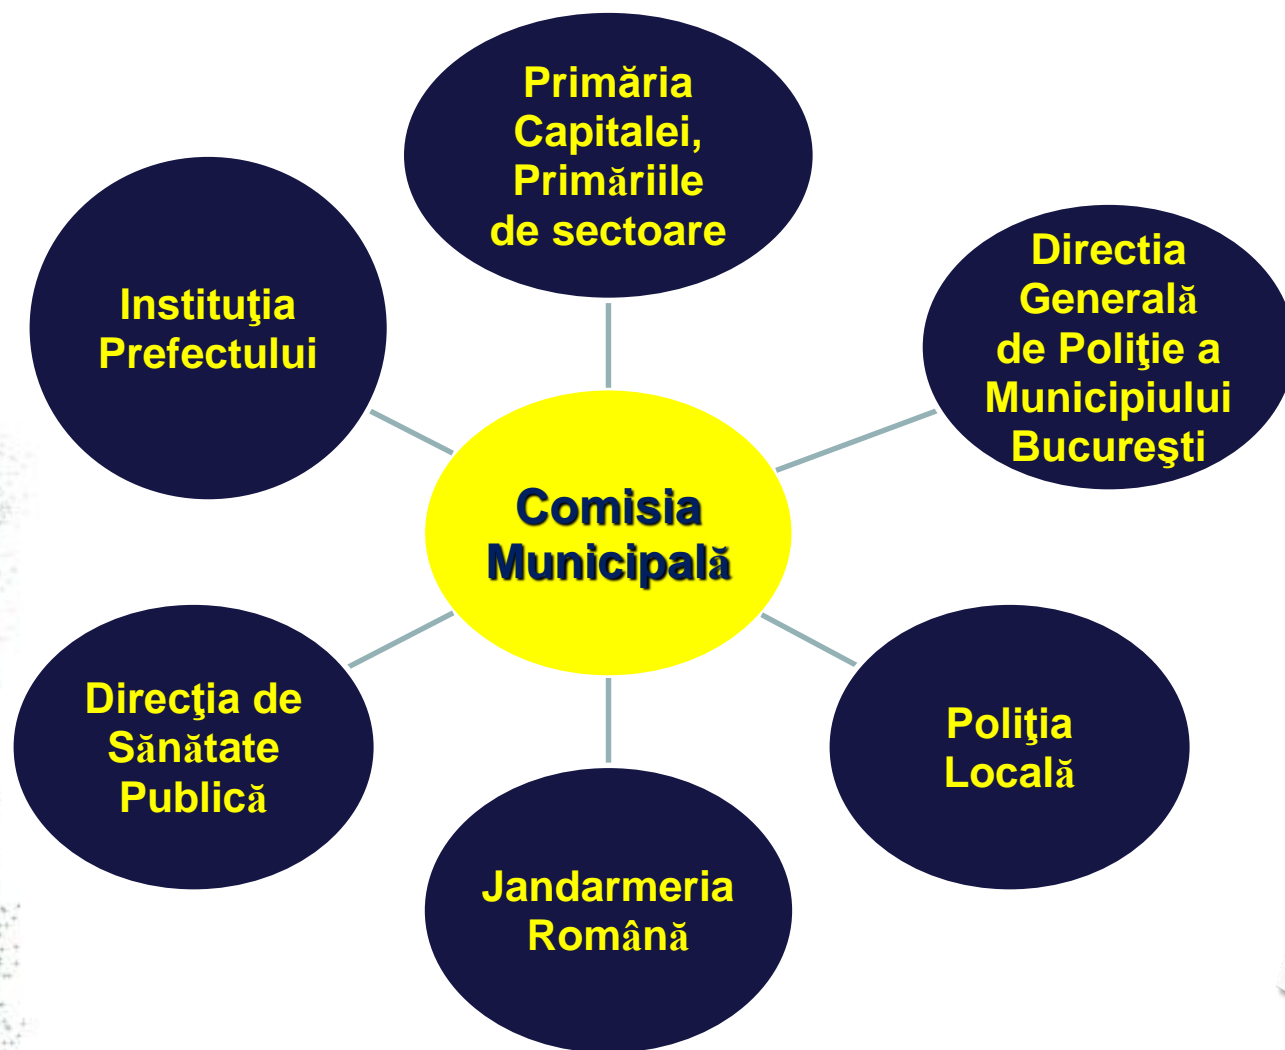 Primăria
Capitalei,
Primăriile
de sectoare
Directia
Generală
de Poliţie a
Municipiului
Bucureşti
Instituţia
Prefectului
Comisia
Municipală
Direcţia de
Sănătate
Publică
Poliţia
Locală
Jandarmeria
Română